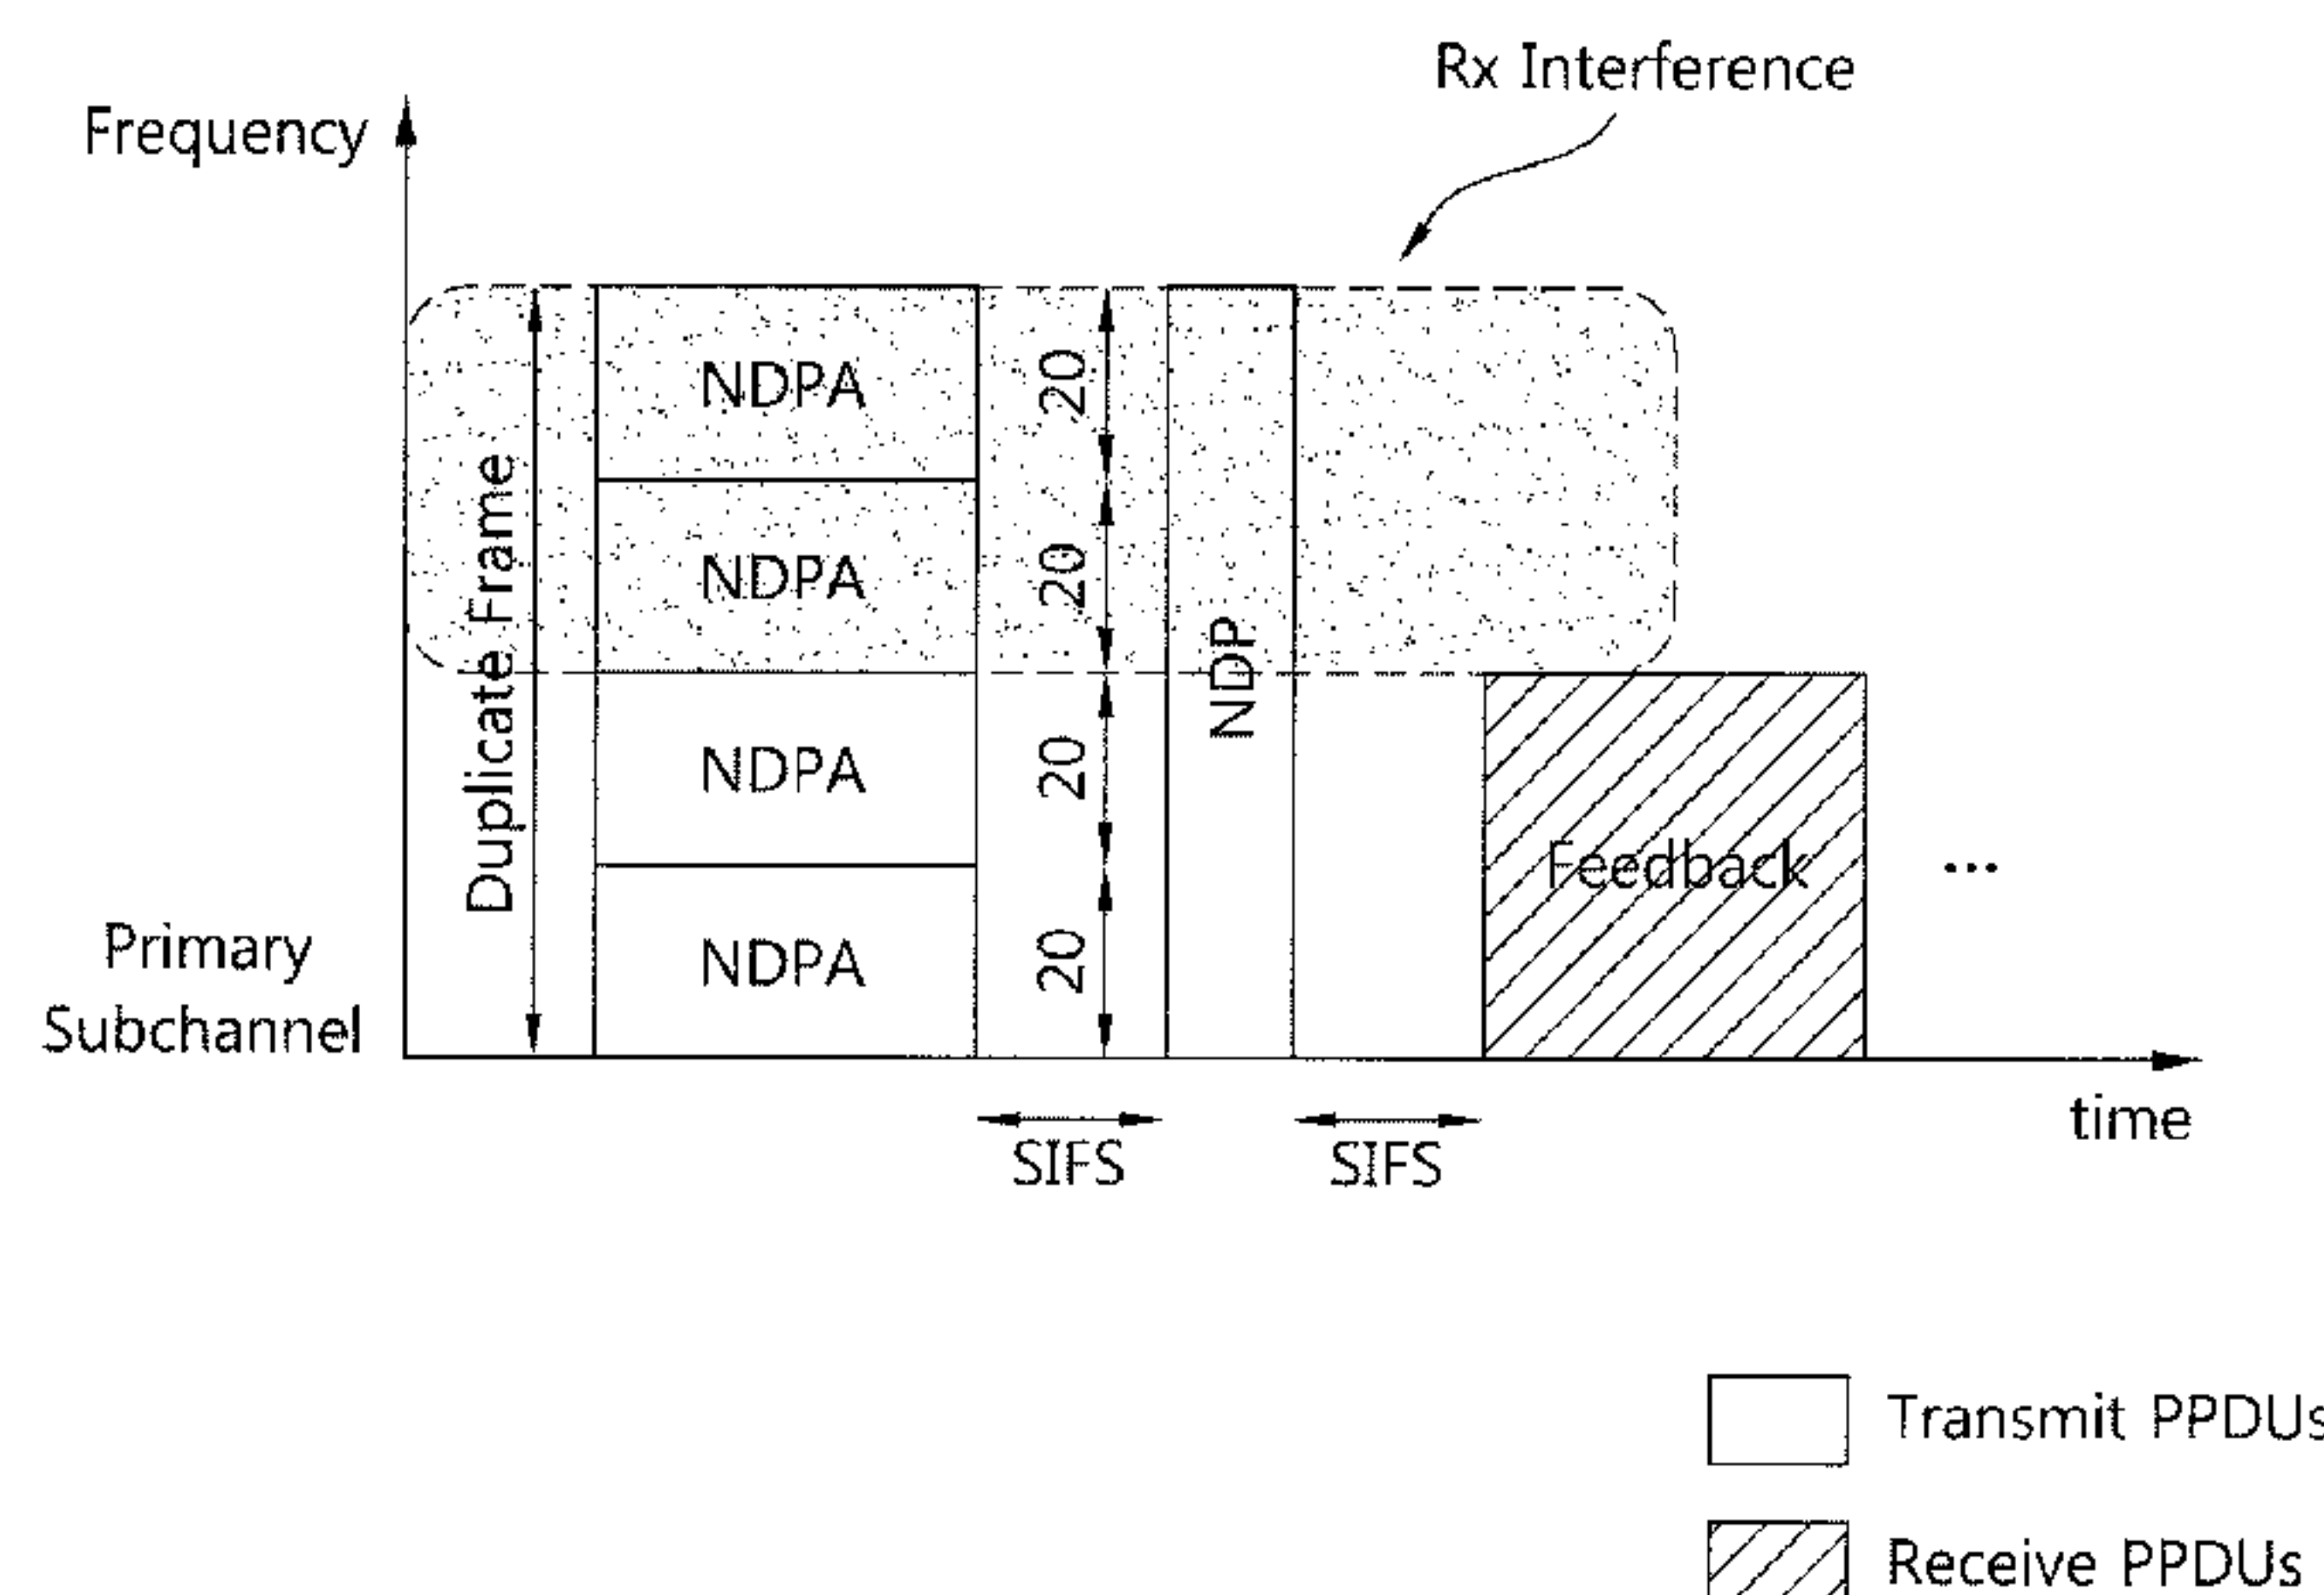 Rx Interference
Frequency
Duplicate Frame
NDPA
NDPA
NDPA
NDPA
20
20
20
20
NDP
Feedback
...
Primary
Subchannel
time
SIFS
SIFS
Transmit PPDUs
Receive PPDUs